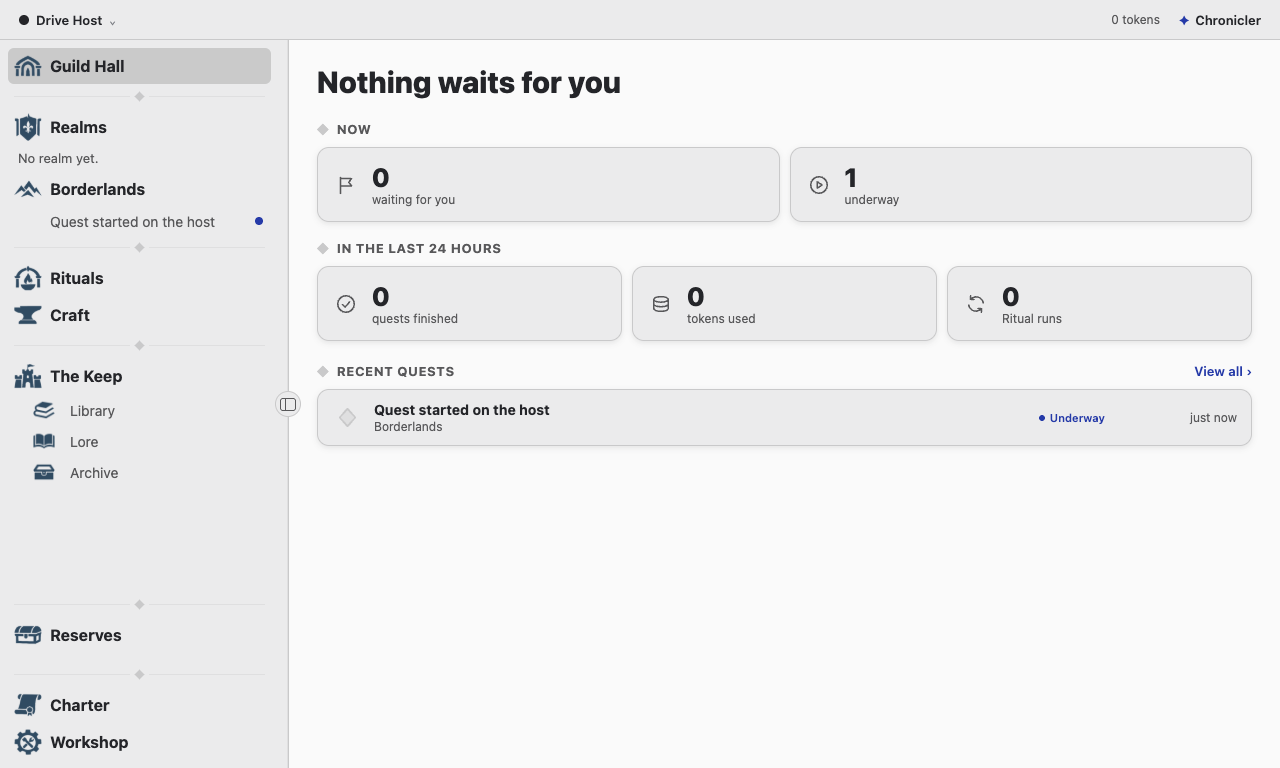 Drive Host
0 tokens
Chronicler
Guild Hall
Realms
No realm yet.
Borderlands
Quest started on the host
Rituals
Craft
The Keep
Library
Lore
Archive
Reserves
Charter
Workshop
Nothing waits for you
NOW
0
waiting for you
1
underway
IN THE LAST 24 HOURS
0
quests finished
0
tokens used
0
Ritual runs
RECENT QUESTS
View all ›
Quest started on the host
Borderlands
Underway
just now